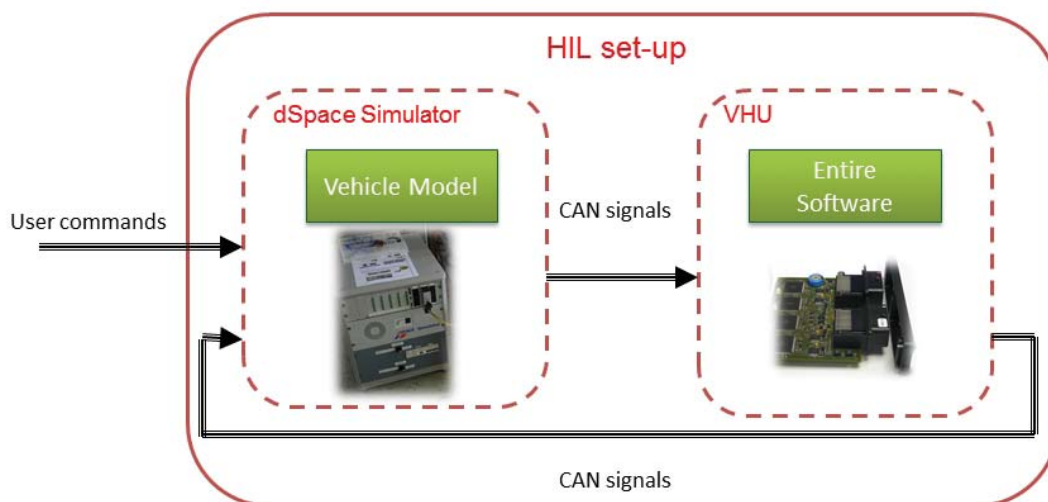 HIL set-up
dSpace Simulator
VHU
Vehicle Model
Entire
Software
User commands
CAN signals
CAN signals